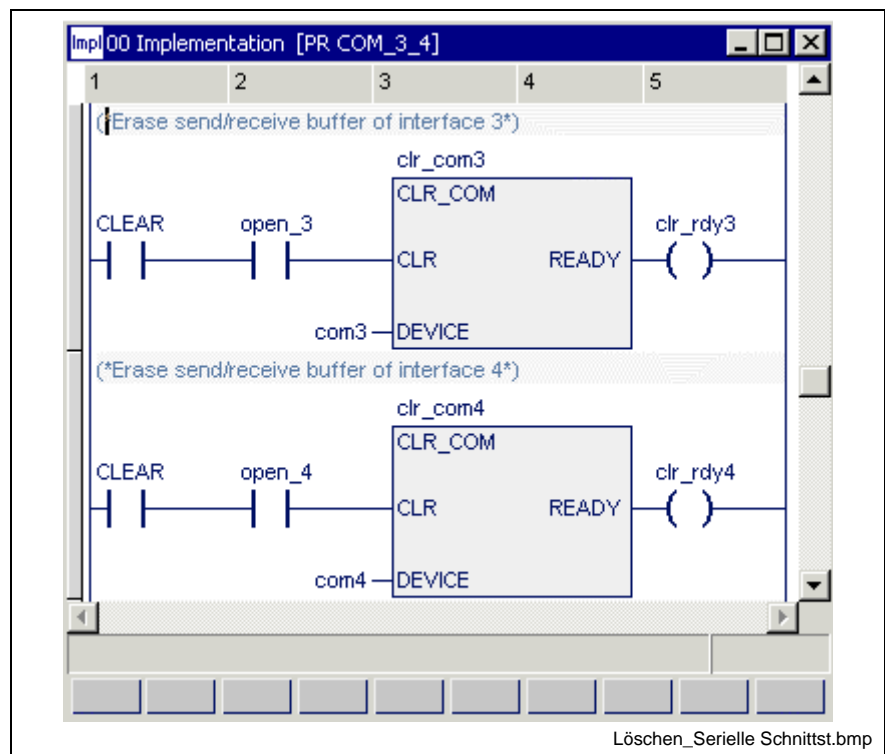 Impl 00 Implementation [PR COM_3_4]
1 2 3 4 5
(*Erase send/receive buffer of interface 3*)
clr_com3
CLR_COM
CLEAR open_3 clr_rdy3
CLR READY
com3 DEVICE
(*Erase send/receive buffer of interface 4*)
clr_com4
CLR_COM
CLEAR open_4 clr_rdy4
CLR READY
com4 DEVICE
Löschen_Serielle Schnittst.bmp